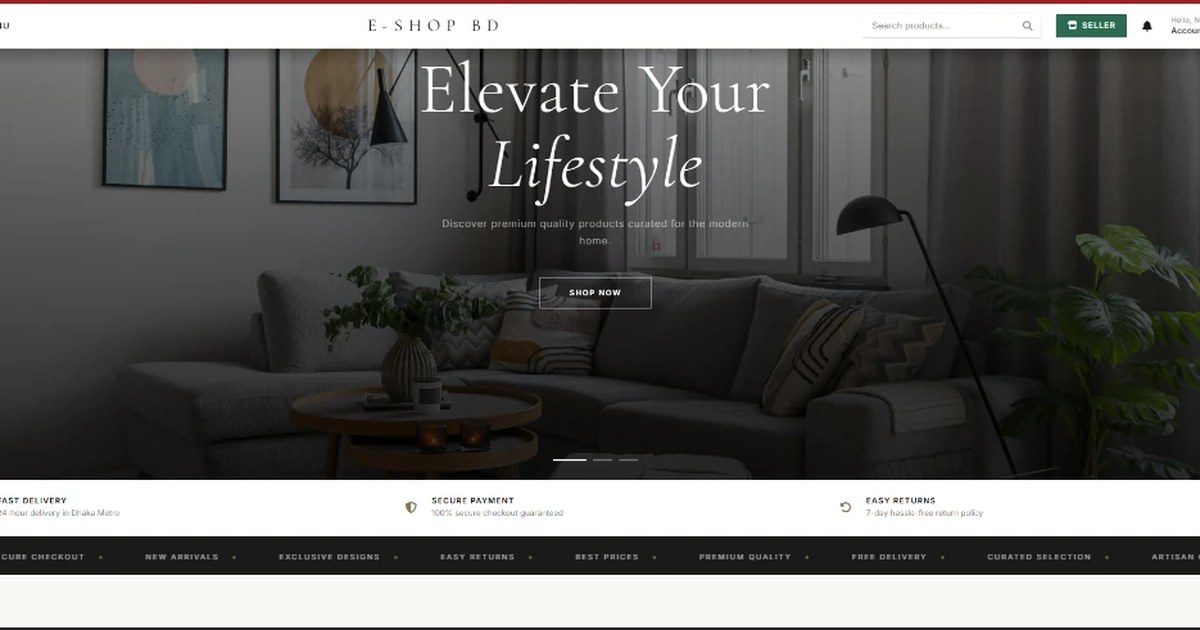 E-SHOP BD
Search products...
SELLER
Elevate Your
Lifestyle
Discover premium quality products curated for the modern
home.
SHOP NOW
FAST DELIVERY
24-hour delivery in Dhaka Metro
SECURE PAYMENT
100% secure checkout guaranteed
EASY RETURNS
7-day hassle-free return policy
CHECKOUT • NEW ARRIVALS • EXCLUSIVE DESIGNS • EASY RETURNS • BEST PRICES • PREMIUM QUALITY • FREE DELIVERY • CURATED SELECTION • ARTISAN